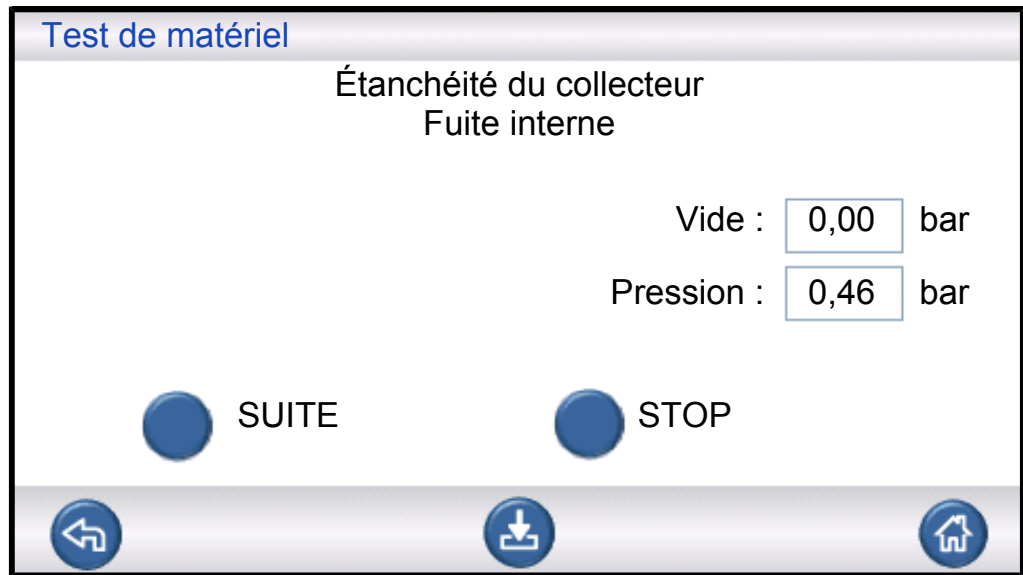 Test de matériel
Étanchéité du collecteur
Fuite interne
Vide : 0,00 bar
Pression : 0,46 bar
SUITE STOP